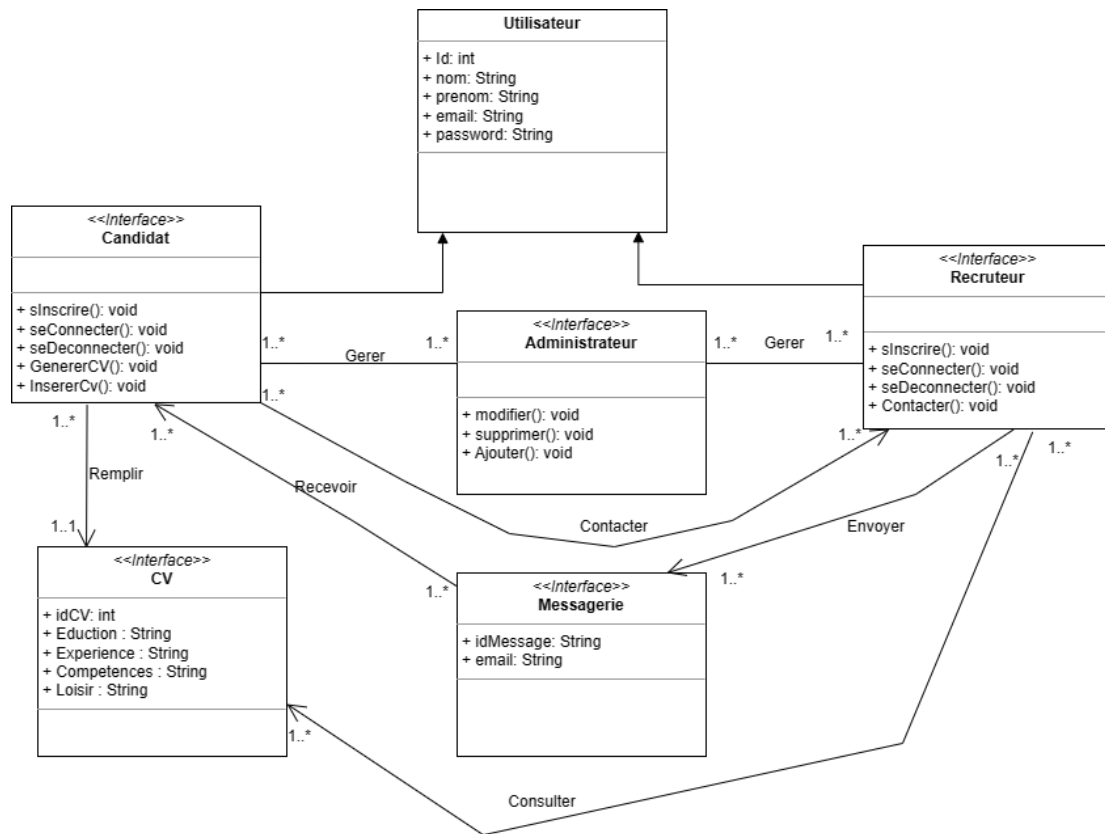 Utilisateur
+ Id: int
+ nom: String
+ prenom: String
+ email: String
+ password: String
<<Interface>>
Candidat
+ sInscrire(): void
+ seConnecter(): void
+ seDeconnecter(): void
+ GenererCV(): void
+ InsererCv(): void
<<Interface>>
Recruteur
+ sInscrire(): void
+ seConnecter(): void
+ seDeconnecter(): void
+ Contacter(): void
<<Interface>>
Administrateur
+ modifier(): void
+ supprimer(): void
+ Ajouter(): void
1..*
Gerer
1..*
1..*
Gerer
1..*
1..*
1..*
1..*
1..*
1..*
1..*
Remplir
Recevoir
Contacter
Envoyer
1..1
1..*
1..*
<<Interface>>
CV
+ idCV: int
+ Eduction : String
+ Experience : String
+ Competences : String
+ Loisir : String
<<Interface>>
Messagerie
+ idMessage: String
+ email: String
1..*
Consulter